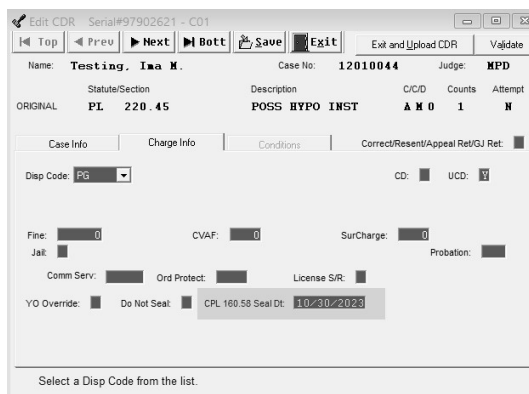 Edit CDR Serial#97902621 - C01
Top Prev Next Bott Save Exit Exit and Upload CDR Validate
Name: Testing, Ima M. Case No: 12010044 Judge: MPD
Statute/Section Description C/C/D Counts Attempt
ORIGINAL PL 220.45 POSS HYPO INST A M 0 1 N
Case Info Charge Info Conditions Correct/Resent/Appeal Ret/GJ Ret:
Disp Code: PG CD: UCD: Y
Fine: 0 CVAF: 0 SurCharge: 0
Jail: Probation:
Comm Serv: Ord Protect: License S/R:
YO Override: Do Not Seal: CPL 160.58 Seal Dt: 10/30/2023
Select a Disp Code from the list.